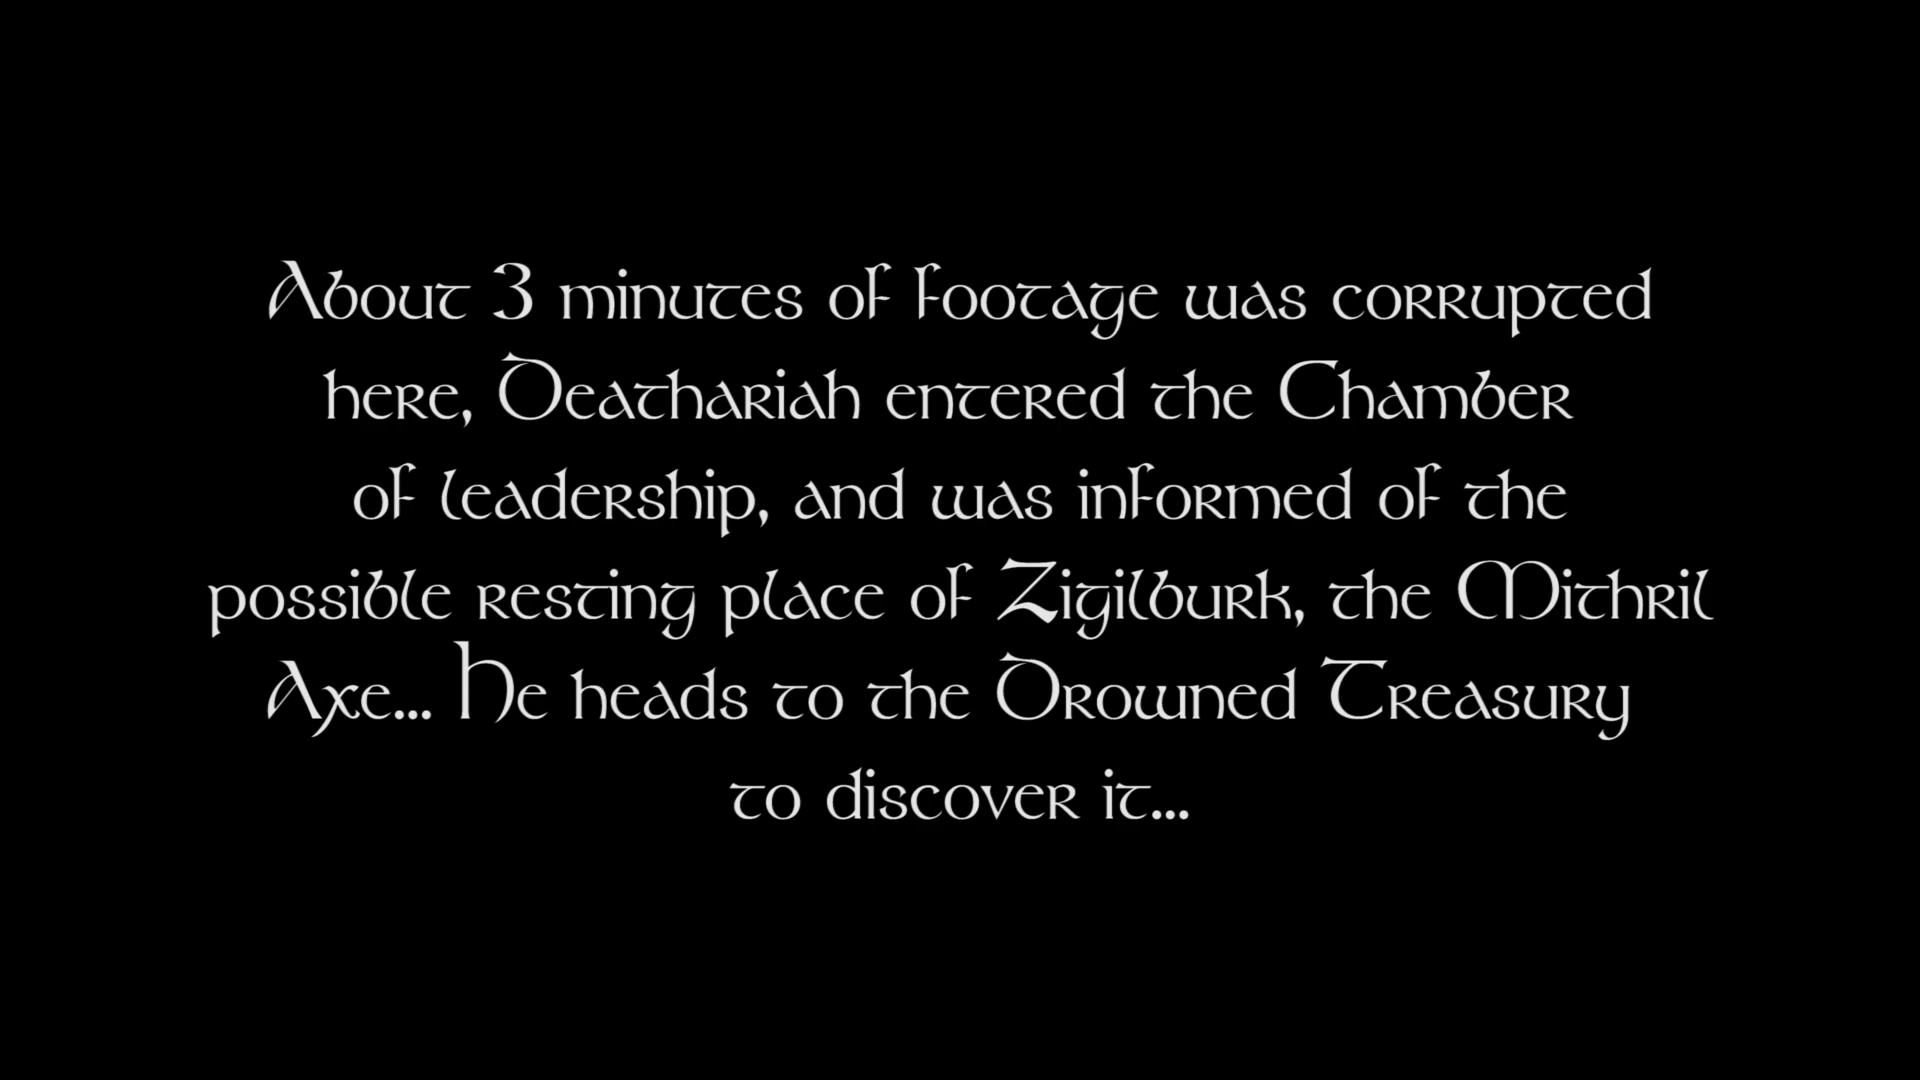 About 3 minutes of footage was corrupted
here, Deathariah entered the Chamber
of leadership, and was informed of the
possible resting place of Zigilburk, the Mithril
Axe... He heads to the Drowned Treasury
to discover it...